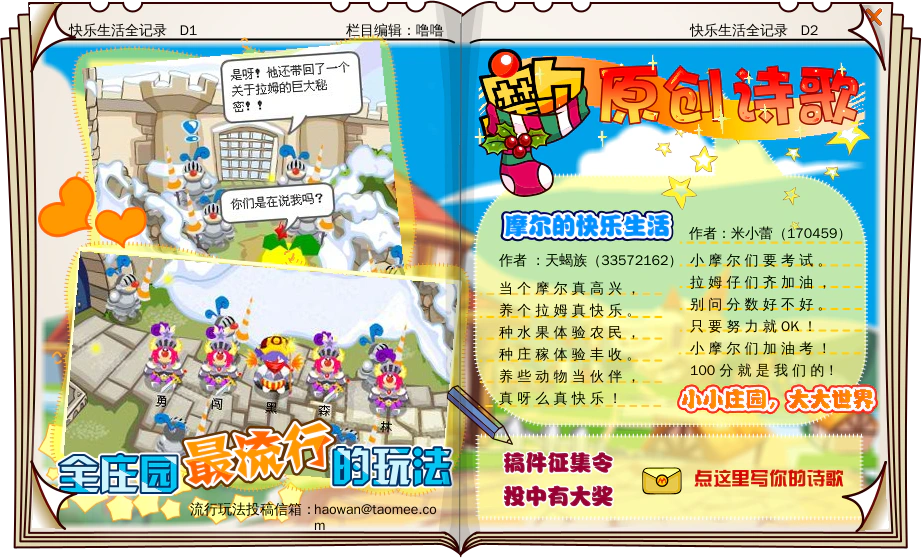 快乐生活全记录 D1
栏目编辑：噜噜
是呀！他还带回了一个
关于拉姆的巨大秘
密！！
你们是在说我吗？
勇
闯
黑
森
林
全庄园最流行的玩法
流行玩法投稿信箱：haowan@taomee.co
m
快乐生活全记录 D2
原创诗歌
摩尔的快乐生活
作者：天蝎族（33572162）
当个摩尔真高兴，
养个拉姆真快乐。
种水果体验农民，
种庄稼体验丰收。
养些动物当伙伴，
真呀么真快乐！
作者：米小蕾（170459）
小摩尔们要考试。
拉姆仔们齐加油，
别问分数好不好。
只要努力就OK！
小摩尔们加油考！
100分就是我们的！
小小庄园，大大世界
稿件征集令
投中有大奖
点这里写你的诗歌